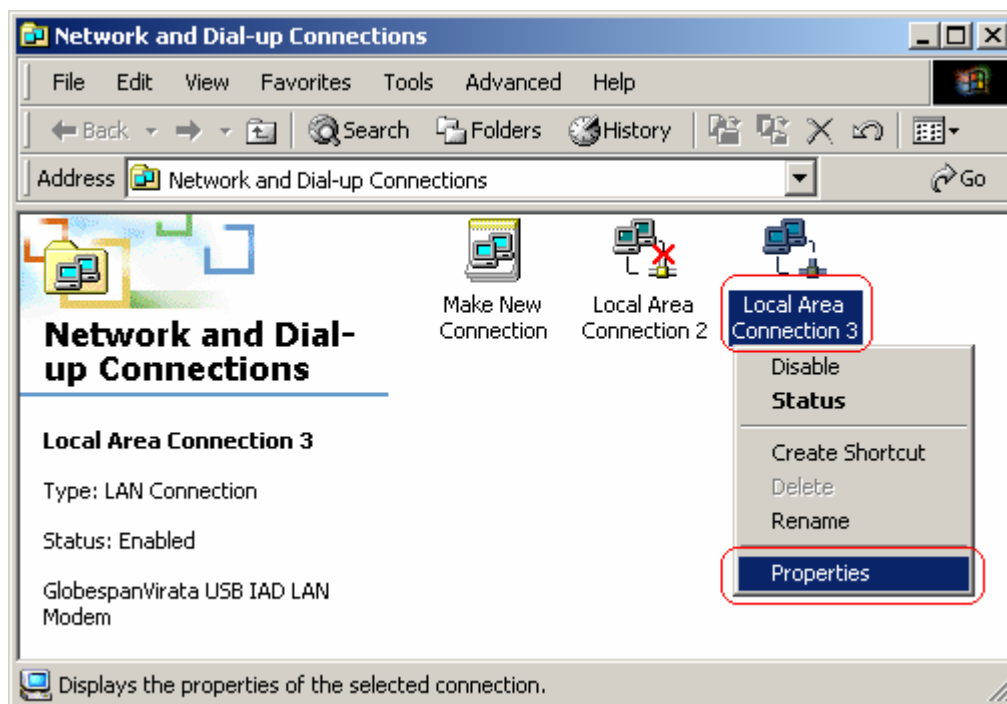 Network and Dial-up Connections
File Edit View Favorites Tools Advanced Help
Back Search Folders History
Address Network and Dial-up Connections Go
Make New
Connection
Local Area
Connection 2
Local Area
Connection 3
Network and Dial-
up Connections
Local Area Connection 3
Type: LAN Connection
Status: Enabled
GlobespanVirata USB IAD LAN
Modem
Disable
Status
Create Shortcut
Delete
Rename
Properties
Displays the properties of the selected connection.